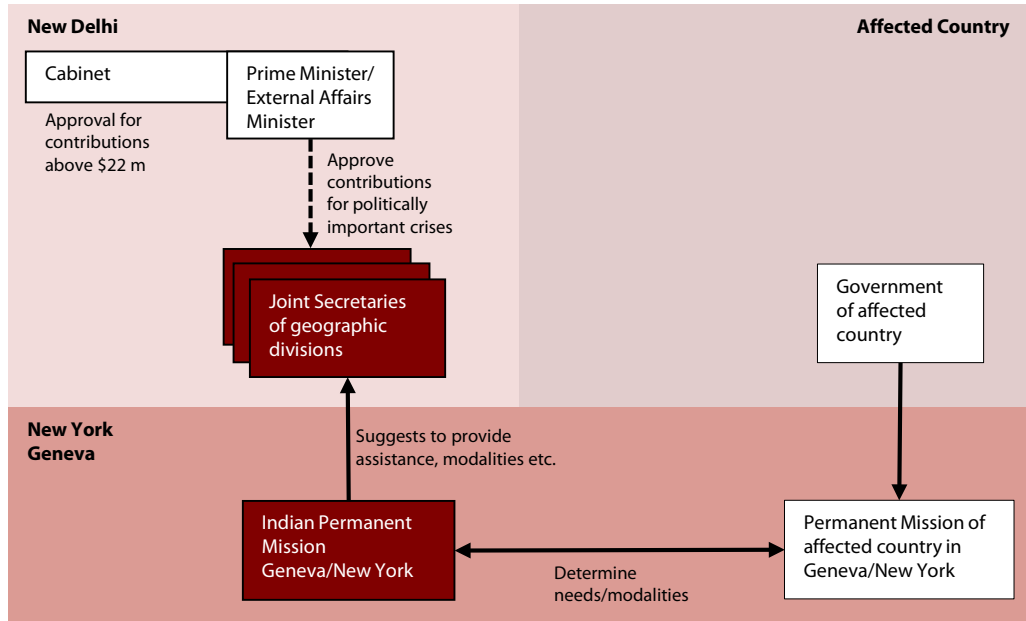 New Delhi
Affected Country
Cabinet
Prime Minister/
External Affairs
Minister
Approval for
contributions
above $22 m
Approve
contributions
for politically
important crises
Joint Secretaries
of geographic
divisions
Government
of affected
country
New York
Geneva
Suggests to provide
assistance, modalities etc.
Indian Permanent
Mission
Geneva/New York
Permanent Mission of
affected country in
Geneva/New York
Determine
needs/modalities